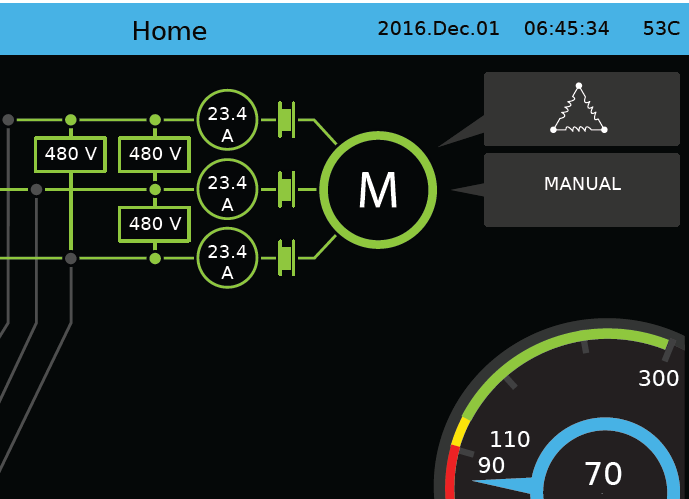 Home 2016.Dec.01 06:45:34 53C
23.4
A
480 V 480 V
MANUAL
23.4
A
M
480 V
23.4
A
300
110
90
70